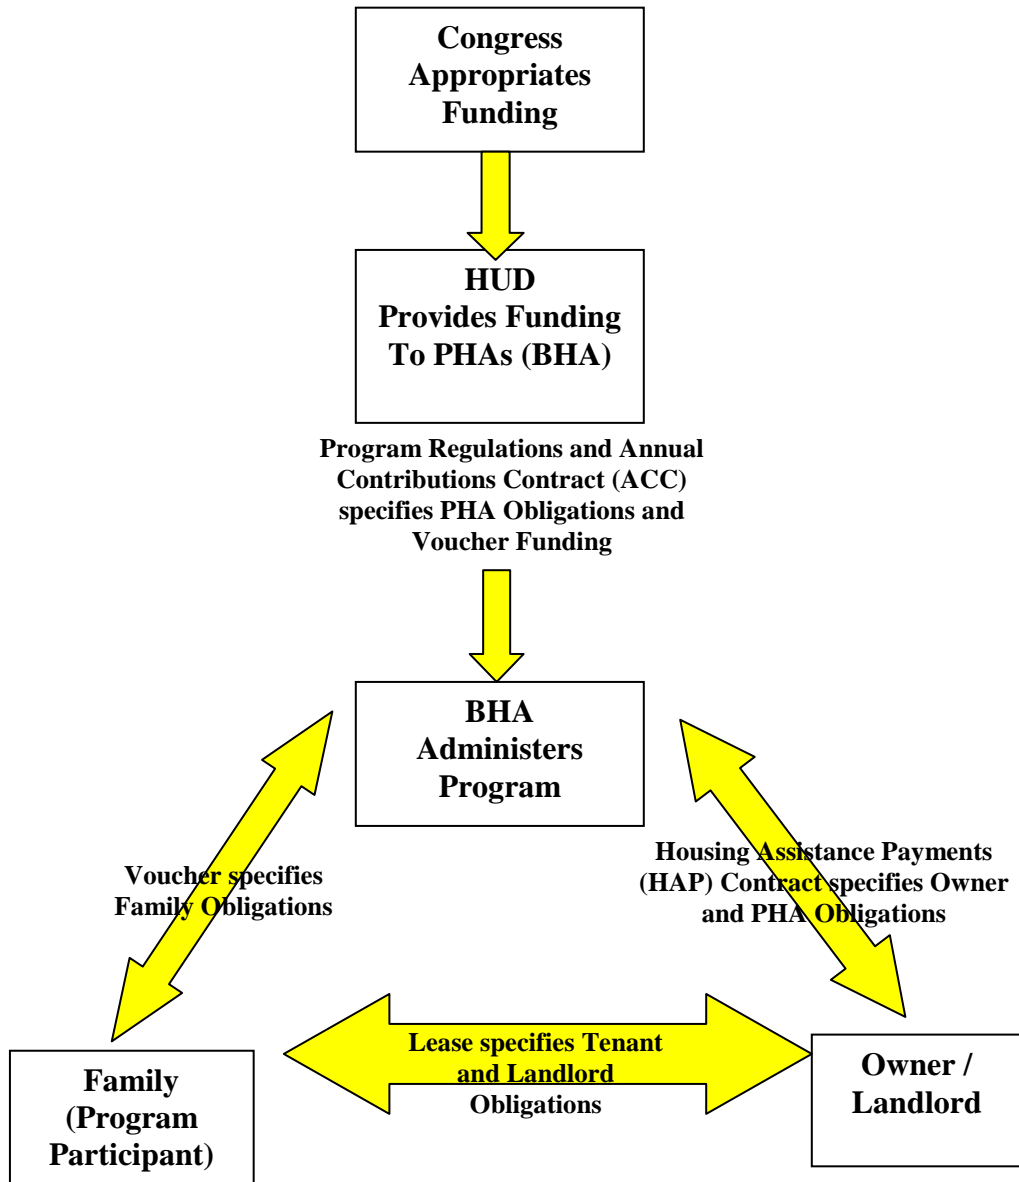 Congress
Appropriates
Funding
HUD
Provides Funding
To PHAs (BHA)
Program Regulations and Annual
Contributions Contract (ACC)
specifies PHA Obligations and
Voucher Funding
BHA
Administers
Program
Voucher specifies
Family Obligations
Housing Assistance Payments
(HAP) Contract specifies Owner
and PHA Obligations
Lease specifies Tenant
and Landlord
Obligations
Family
(Program
Participant)
Owner /
Landlord